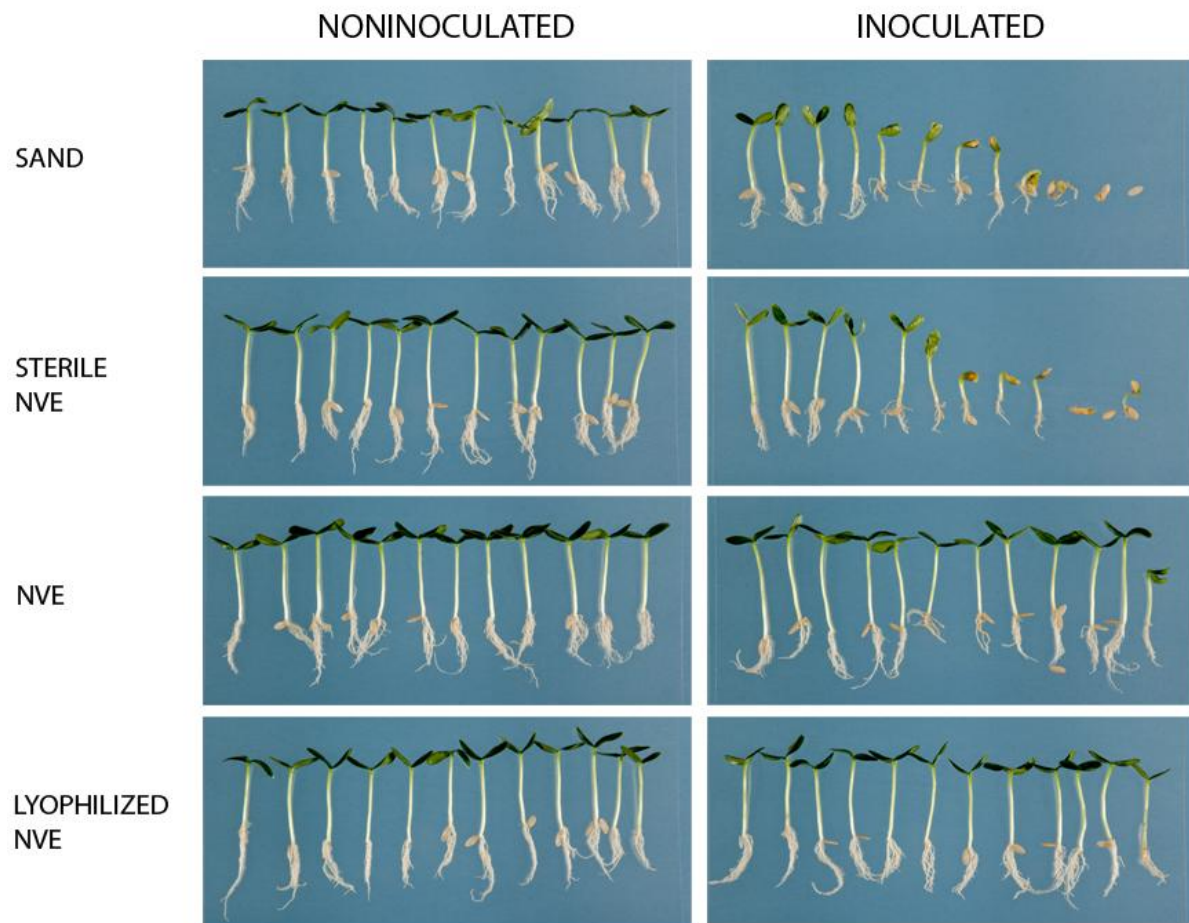 NONINOCULATED
INOCULATED
SAND
STERILE
NVE
NVE
LYOPHILIZED
NVE